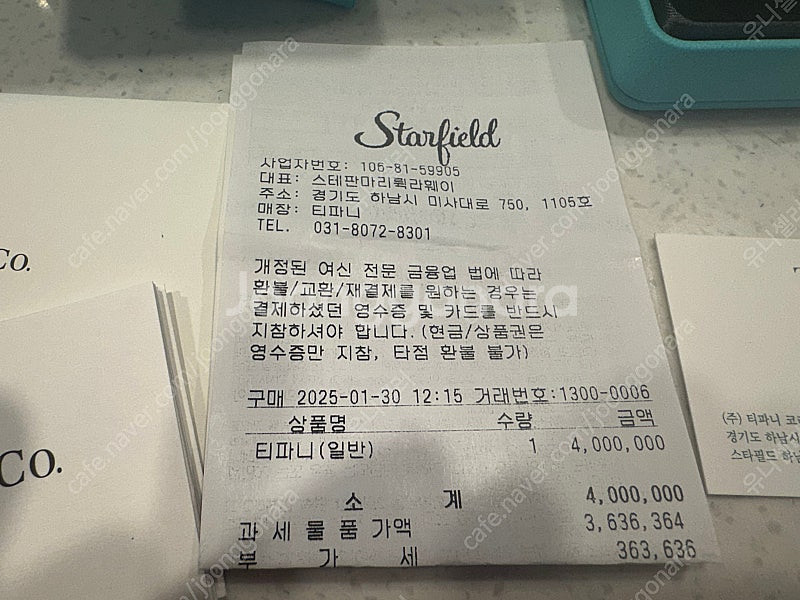 Starfield
사업자번호: 106-81-59905
대표: 스테판마리뤽라웨이
주소: 경기도 하남시 미사대로 750, 1105호
매장: 티파니
TEL. 031-8072-8301
개정된 여신 전문 금융업 법에 따라
환불/교환/재결제를 원하는 경우는
결제하셨던 영수증 및 카드를 반드시
지참하셔야 합니다.(현금/상품권은
영수증만 지참, 타점 환불 불가)
구매 2025-01-30 12:15 거래번호:1300-0006
상품명 수량 금액
티파니(일반) 1 4,000,000
소 계 4,000,000
과 세 물 품 가액 3,636,364
부 가 세 363,636
Co.
Co.
(주) 티파니 코리
경기도 하남시
스타필드 하남
Joonggonara
cafe.naver.com/joonggonara
유니셀러